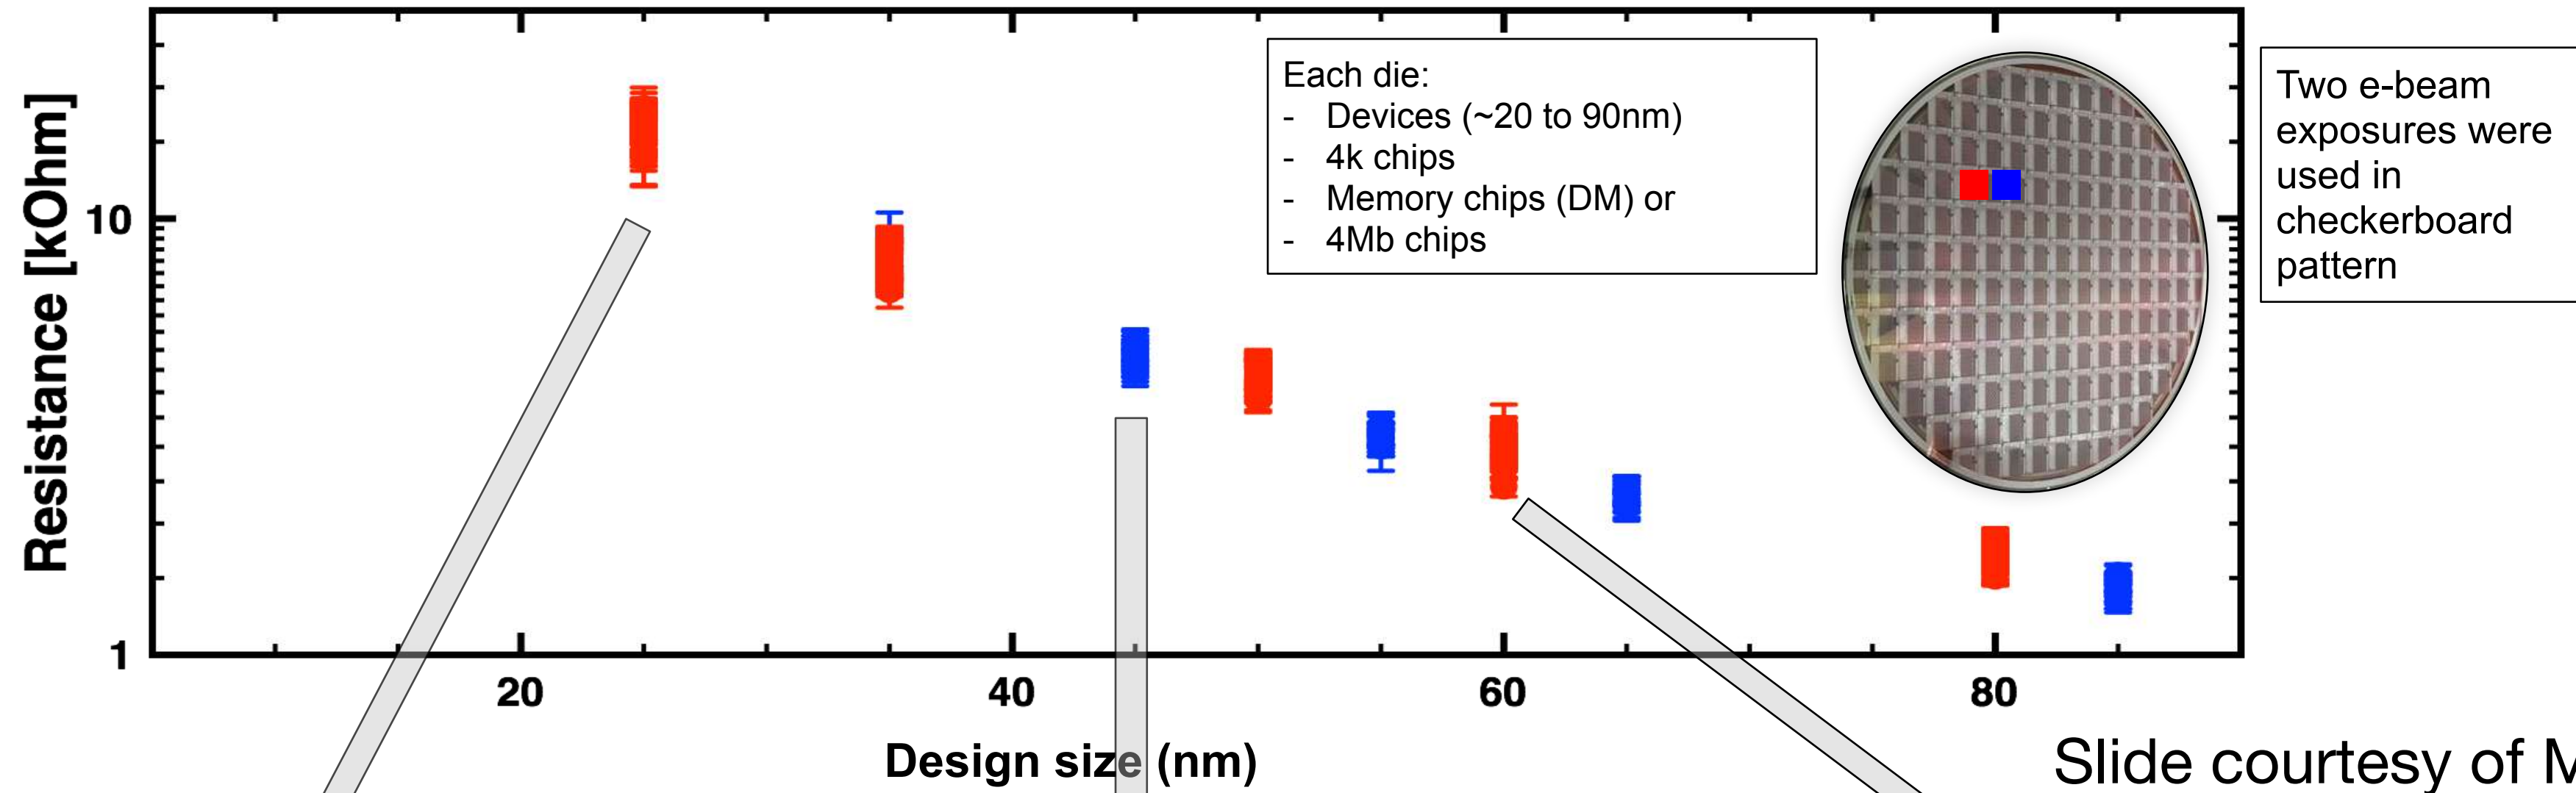 Resistance [kOhm]
10
1
20
40
60
80
Design size (nm)
Each die:
- Devices (~20 to 90nm)
- 4k chips
- Memory chips (DM) or
- 4Mb chips
Two e-beam
exposures were
used in
checkerboard
pattern
Slide courtesy of M